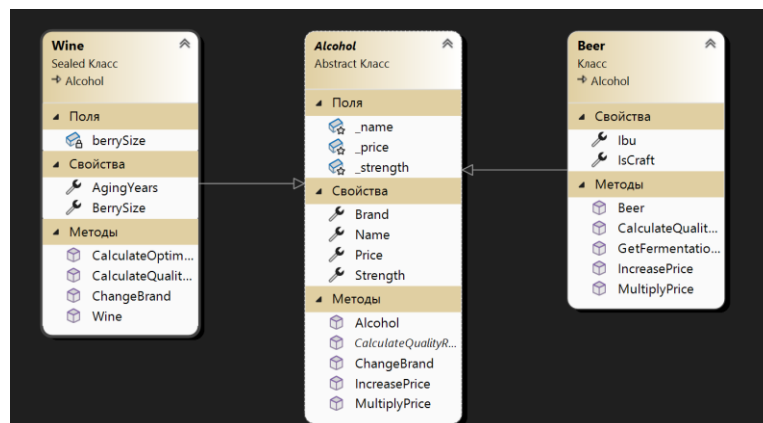 Wine
Sealed Класс
Alcohol
Поля
berrySize
Свойства
AgingYears
BerrySize
Методы
CalculateOptim...
CalculateQualit...
ChangeBrand
Wine
Alcohol
Abstract Класс
Поля
_name
_price
_strength
Свойства
Brand
Name
Price
Strength
Методы
Alcohol
CalculateQualityR...
ChangeBrand
IncreasePrice
MultiplyPrice
Beer
Класс
Alcohol
Свойства
Ibu
IsCraft
Методы
Beer
CalculateQualit...
GetFermentatio...
IncreasePrice
MultiplyPrice